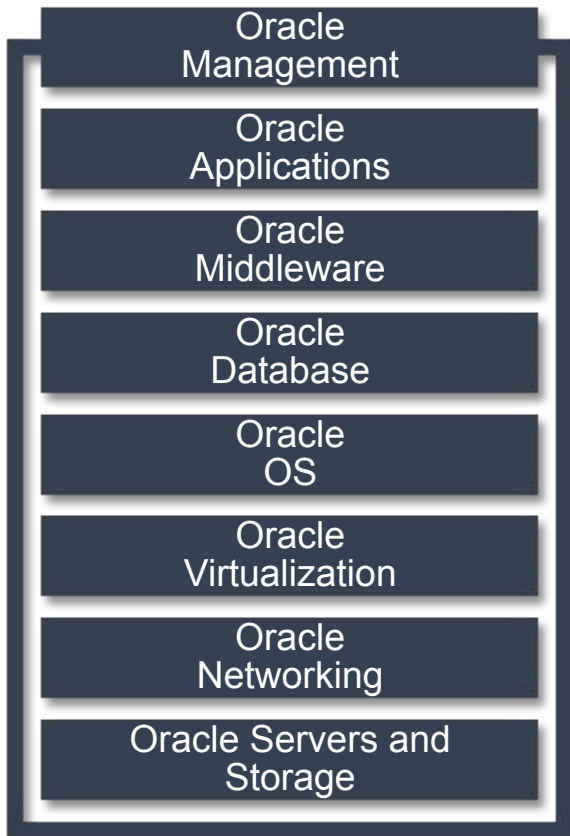 Oracle
Management
Oracle
Applications
Oracle
Middleware
Oracle
Database
Oracle
OS
Oracle
Virtualization
Oracle
Networking
Oracle Servers and
Storage